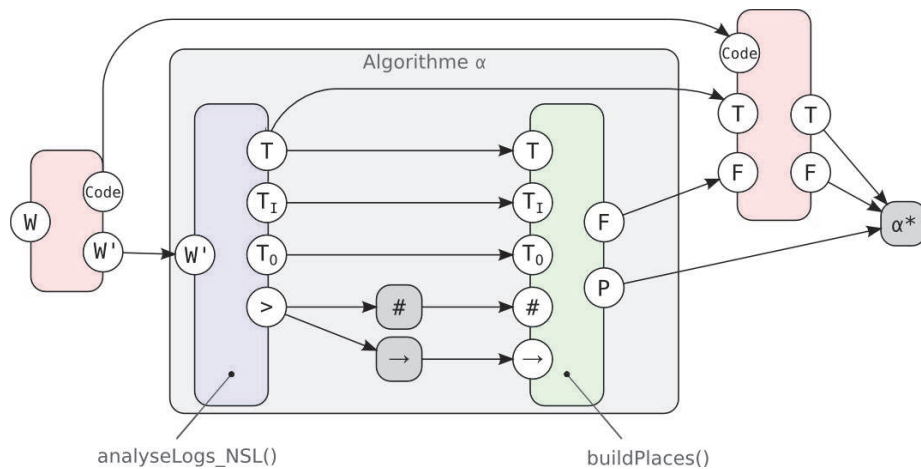 Algorithme α
Code
T
T
T
T
F
T_I
T_I
F
Code
W
F
α*
W'
W'
T_O
T_O
P
>
#
#
→
→
analyseLogs_NSL()
buildPlaces()